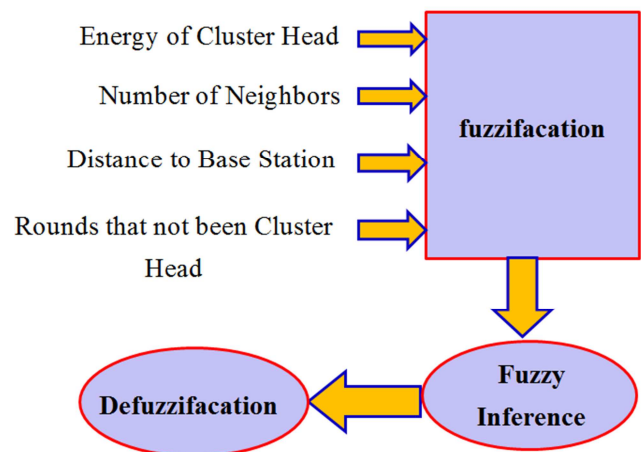 Energy of Cluster Head
Number of Neighbors
Distance to Base Station
Rounds that not been Cluster
Head
fuzzifacation
Fuzzy
Inference
Defuzzifacation